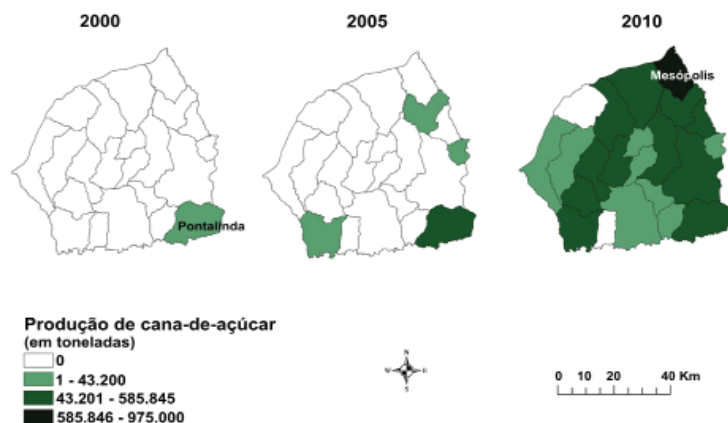 2000 2005 2010
Mesópolis
Pontalinda
Produção de cana-de-açúcar
(em toneladas)
0
1 - 43.200
43.201 - 585.845
585.846 - 975.000
N
W E
S
0 10 20 40 Km